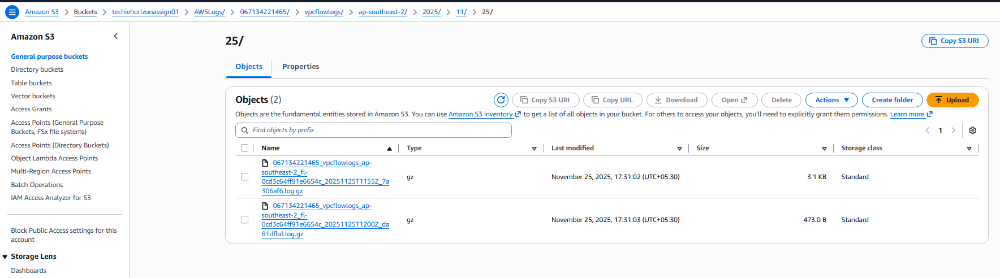 Amazon S3 > Buckets > techiehorizonassign01 > AWSLogs/ > 067134221465/ > vpcflowlogs/ > ap-southeast-2/ > 2025/ > 11/ > 25/
Amazon S3
General purpose buckets
Directory buckets
Table buckets
Vector buckets
Access Grants
Access Points (General Purpose
Buckets, FSx file systems)
Access Points (Directory Buckets)
Object Lambda Access Points
Multi-Region Access Points
Batch Operations
IAM Access Analyzer for S3
Block Public Access settings for this
account
Storage Lens
Dashboards
25/
Copy S3 URI
Objects
Properties
Objects (2)
Copy S3 URI
Copy URL
Download
Open
Delete
Actions
Create folder
Upload
Objects are the fundamental entities stored in Amazon S3. You can use Amazon S3 inventory to get a list of all objects in your bucket. For others to access your objects, you'll need to explicitly grant them permissions. Learn more
Find objects by prefix
1
Name
Type
Last modified
Size
Storage class
067134221465_vpcflowlogs_ap-
southeast-2_fl-
0cd3c64ff91e6654c_20251125T1155Z_7a
306af6.log.gz
gz
November 25, 2025, 17:31:02 (UTC+05:30)
3.1 KB
Standard
067134221465_vpcflowlogs_ap-
southeast-2_fl-
0cd3c64ff91e6654c_20251125T1200Z_da
81dfbd.log.gz
gz
November 25, 2025, 17:31:03 (UTC+05:30)
473.0 B
Standard